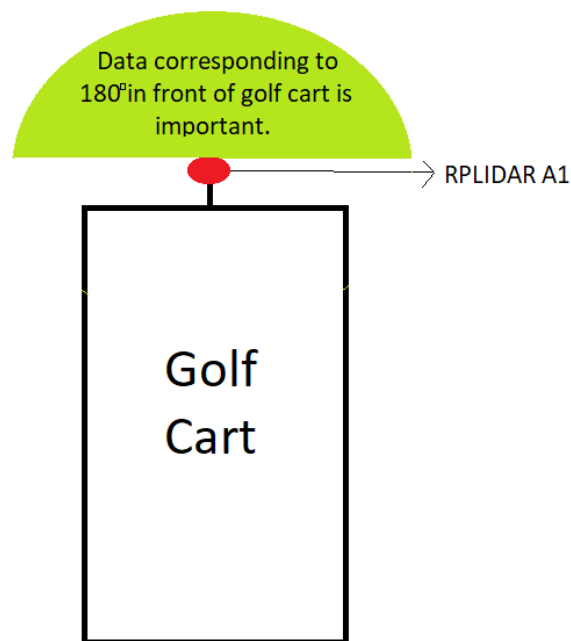 Data corresponding to
180°in front of golf cart is
important.
RPLIDAR A1
Golf
Cart